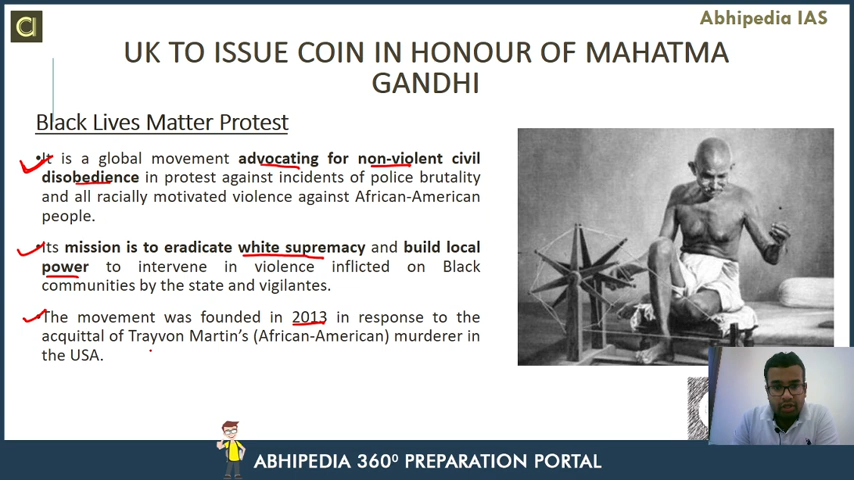 Abhipedia IAS
UK TO ISSUE COIN IN HONOUR OF MAHATMA
GANDHI
Black Lives Matter Protest
•It is a global movement advocating for non-violent civil
disobedience in protest against incidents of police brutality
and all racially motivated violence against African-American
people.
•Its mission is to eradicate white supremacy and build local
power to intervene in violence inflicted on Black
communities by the state and vigilantes.
•The movement was founded in 2013 in response to the
acquittal of Trayvon Martin's (African-American) murderer in
the USA.
ABHIPEDIA 360⁰ PREPARATION PORTAL